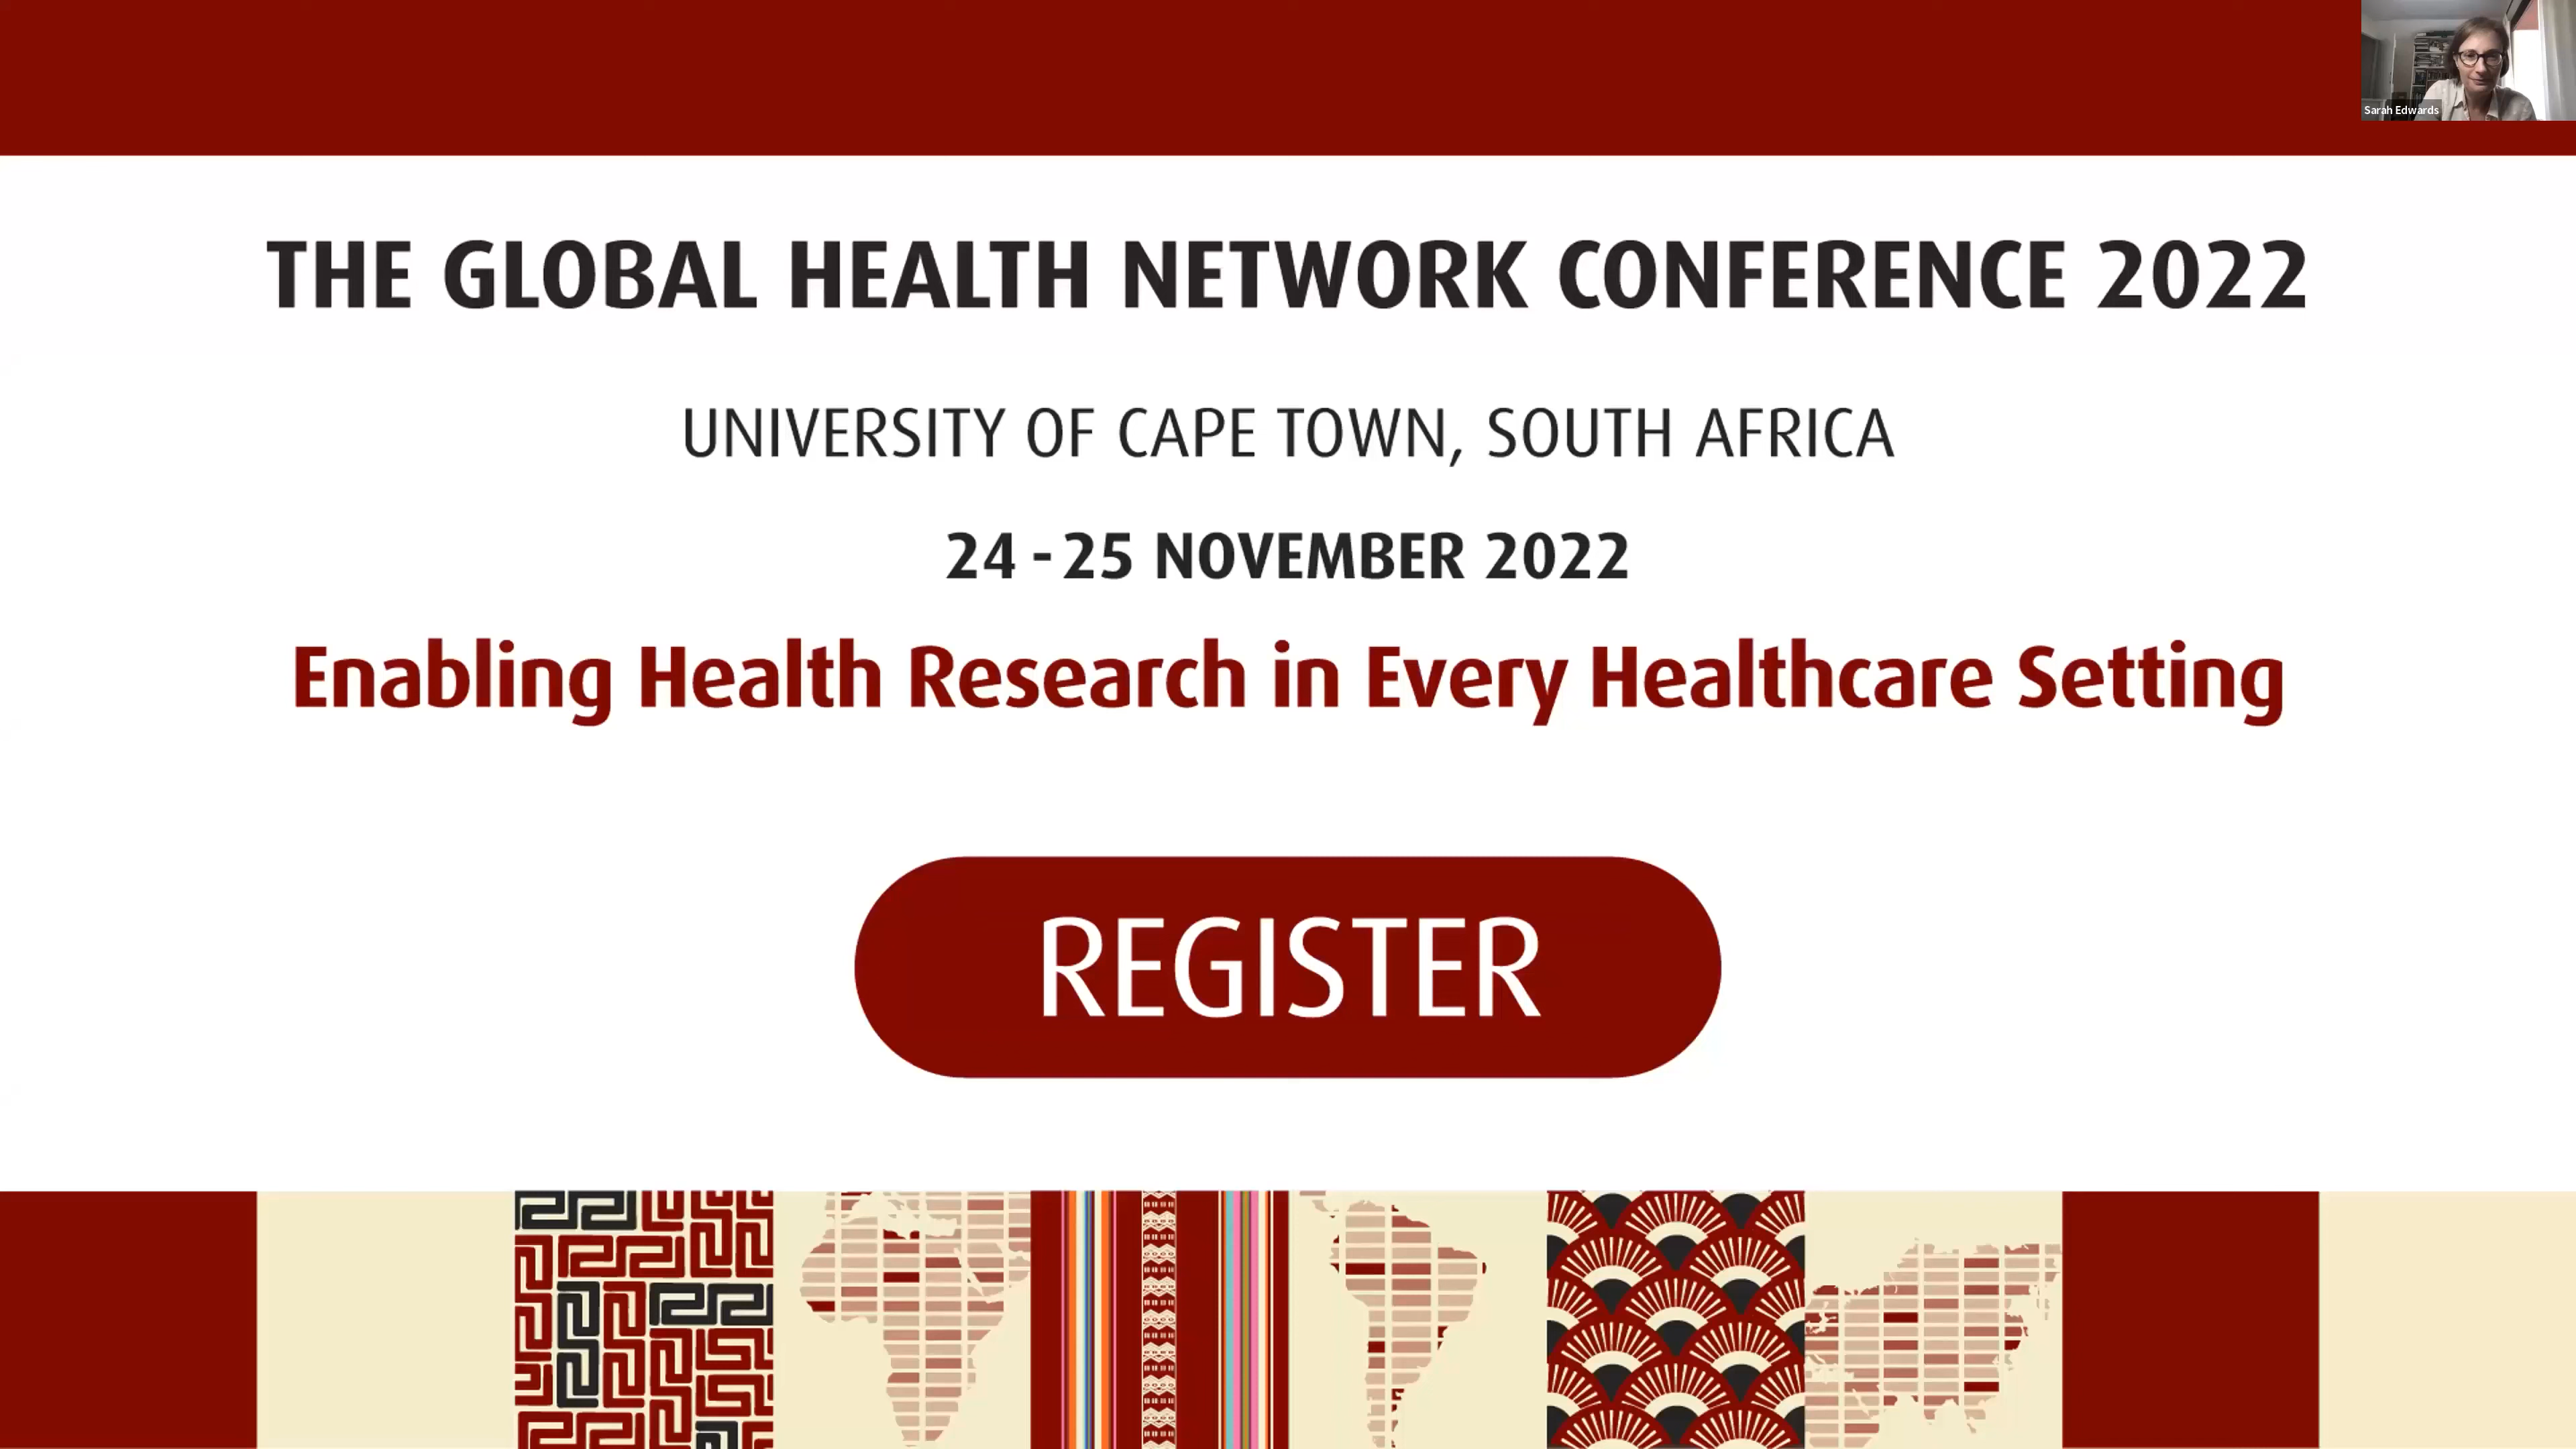 Sarah Edwards
THE GLOBAL HEALTH NETWORK CONFERENCE 2022
UNIVERSITY OF CAPE TOWN, SOUTH AFRICA
24 - 25 NOVEMBER 2022
Enabling Health Research in Every Healthcare Setting
REGISTER